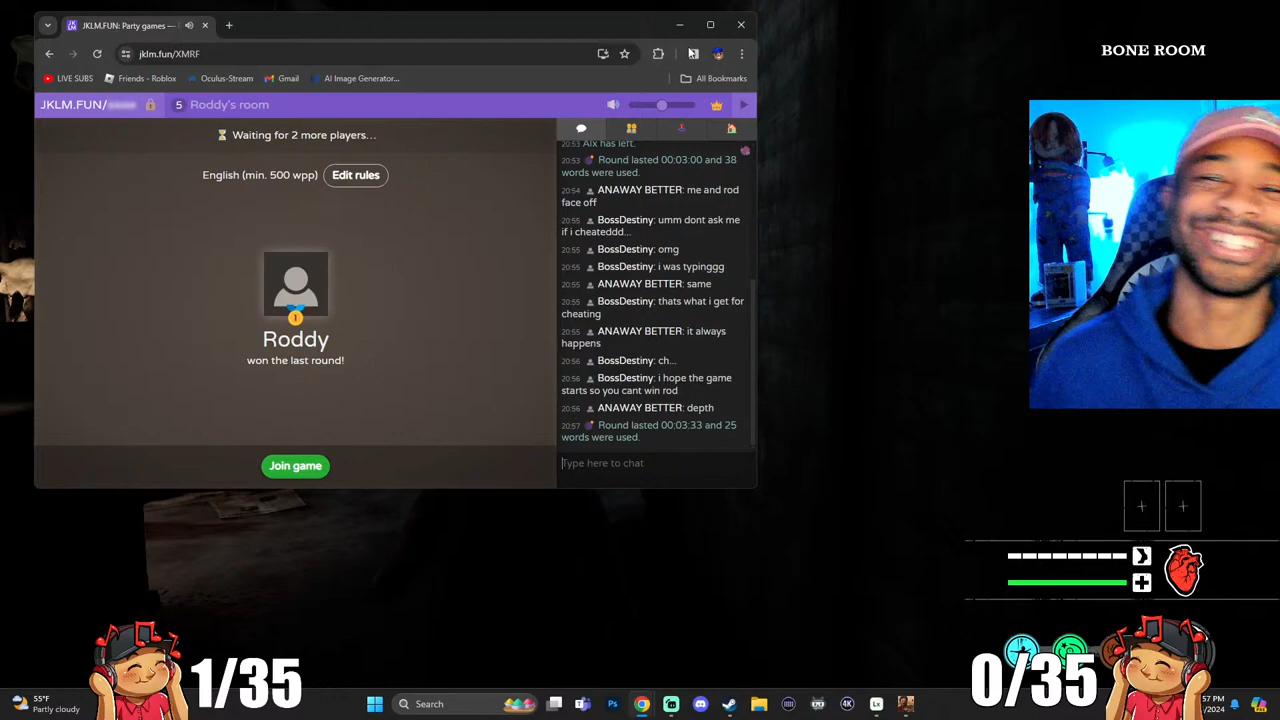 JKLM.FUN: Party games —
jklm.fun/XMRF
LIVE SUBS
Friends - Roblox
Oculus-Stream
Gmail
AI Image Generator...
All Bookmarks
JKLM.FUN/
5 Roddy's room
Waiting for 2 more players…
English (min. 500 wpp) Edit rules
1
Roddy
won the last round!
Join game
20:53 Alx has left.
20:53 Round lasted 00:03:00 and 38
words were used.
20:54 ANAWAY BETTER: me and rod
face off
20:55 BossDestiny: umm dont ask me
if i cheateddd...
20:55 BossDestiny: omg
20:55 BossDestiny: i was typinggg
20:55 ANAWAY BETTER: same
20:55 BossDestiny: thats what i get for
cheating
20:55 ANAWAY BETTER: it always
happens
20:56 BossDestiny: ch...
20:56 BossDestiny: i hope the game
starts so you cant win rod
20:56 ANAWAY BETTER: depth
20:57 Round lasted 00:03:33 and 25
words were used.
Type here to chat
BONE ROOM
1/35
0/35
55°F
Partly cloudy
Search
:57 PM
/2024